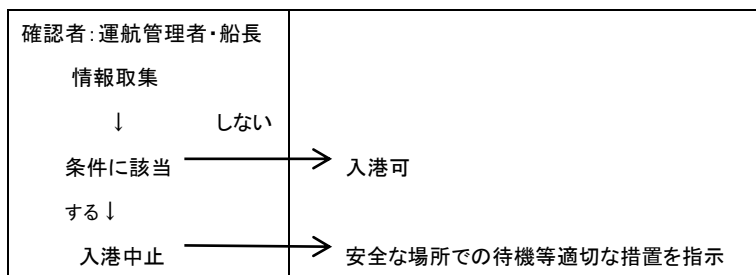 確認者：運航管理者・船長
情報取集
↓ しない
条件に該当 → 入港可
する↓
入港中止 → 安全な場所での待機等適切な措置を指示